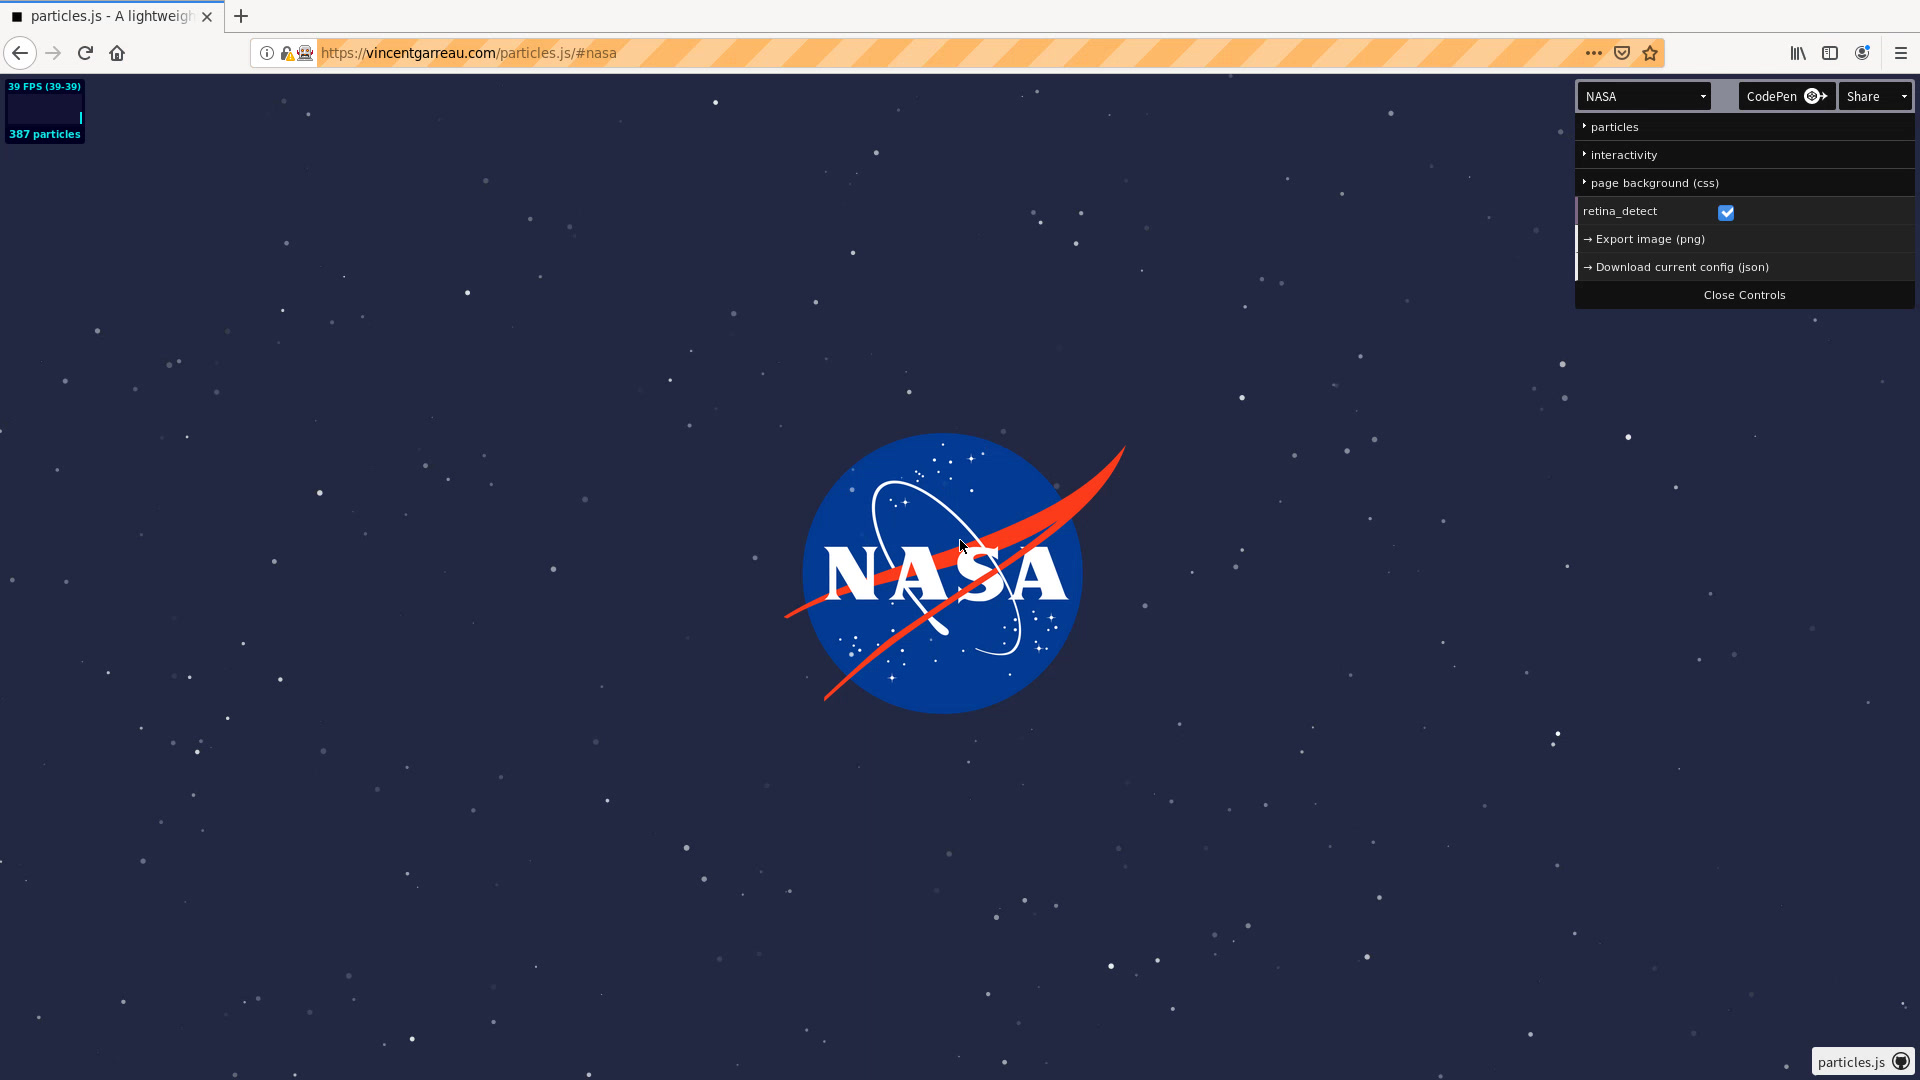 particles.js - A lightweigh
https://vincentgarreau.com/particles.js/#nasa
39 FPS (39-39)
387 particles
NASA
CodePen
Share
particles
interactivity
page background (css)
retina_detect
→ Export image (png)
→ Download current config (json)
Close Controls
NASA
particles.js